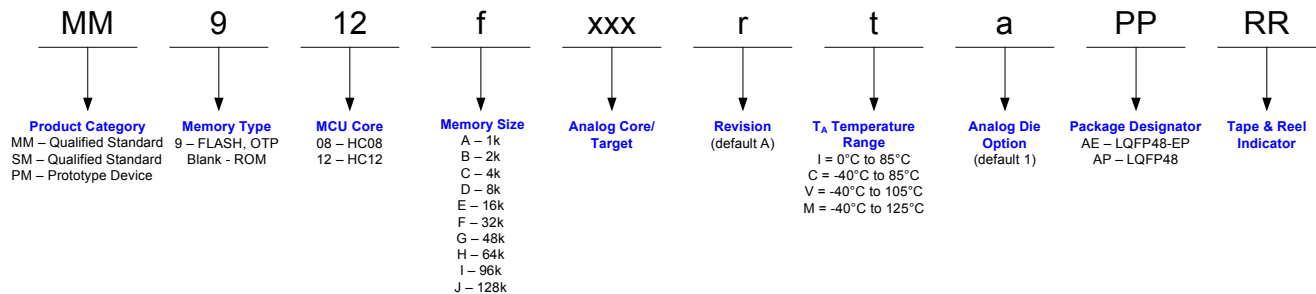 MM 9 12 f xxx r t a PP RR
Product Category
MM – Qualified Standard
SM – Qualified Standard
PM – Prototype Device
Memory Type
9 – FLASH, OTP
Blank - ROM
MCU Core
08 – HC08
12 – HC12
Memory Size
A – 1k
B – 2k
C – 4k
D – 8k
E – 16k
F – 32k
G – 48k
H – 64k
I – 96k
J – 128k
Analog Core/
Target
Revision
(default A)
TA Temperature
Range
I = 0°C to 85°C
C = -40°C to 85°C
V = -40°C to 105°C
M = -40°C to 125°C
Analog Die
Option
(default 1)
Package Designator
AE – LQFP48-EP
AP – LQFP48
Tape & Reel
Indicator